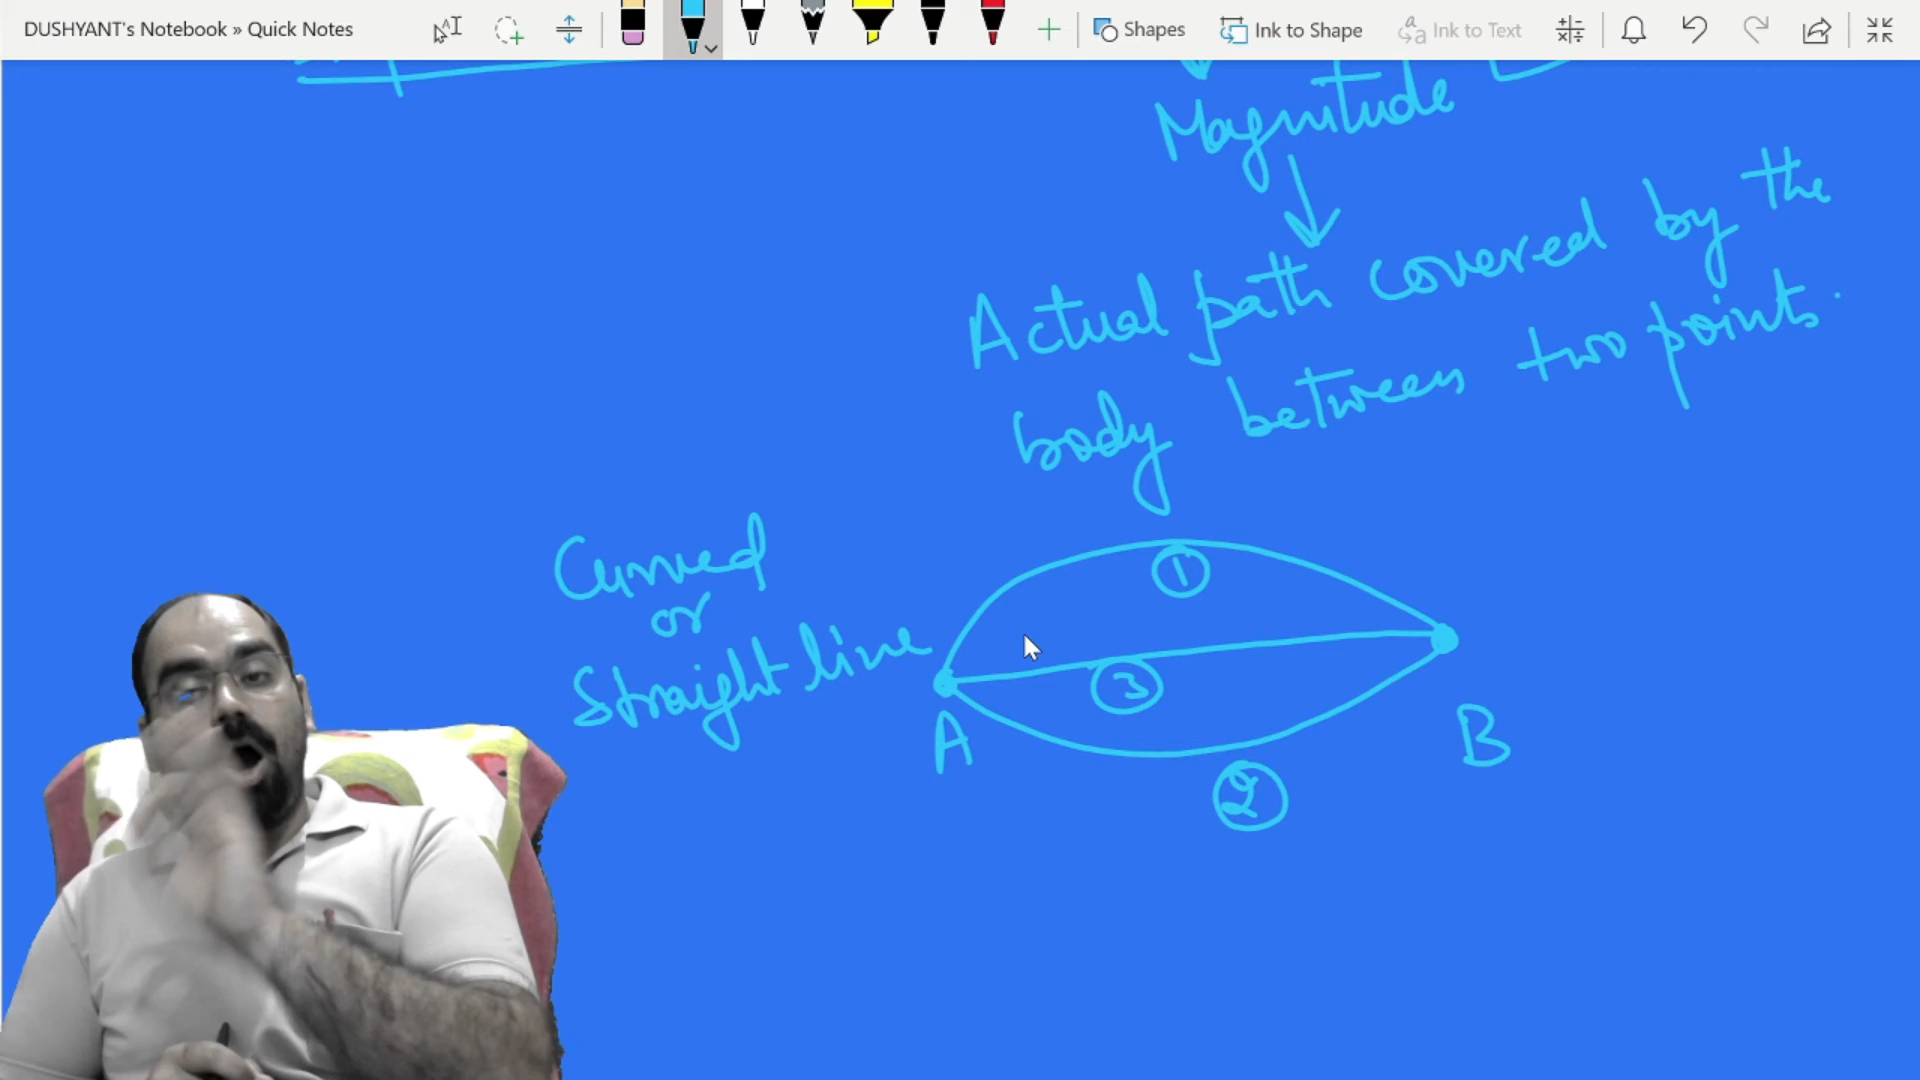 DUSHYANT's Notebook » Quick Notes
Shapes
Ink to Shape
Ink to Text
Magnitude
Actual path covered by the
body between two points.
Curved
or
Straight line
1
3
2
A
B